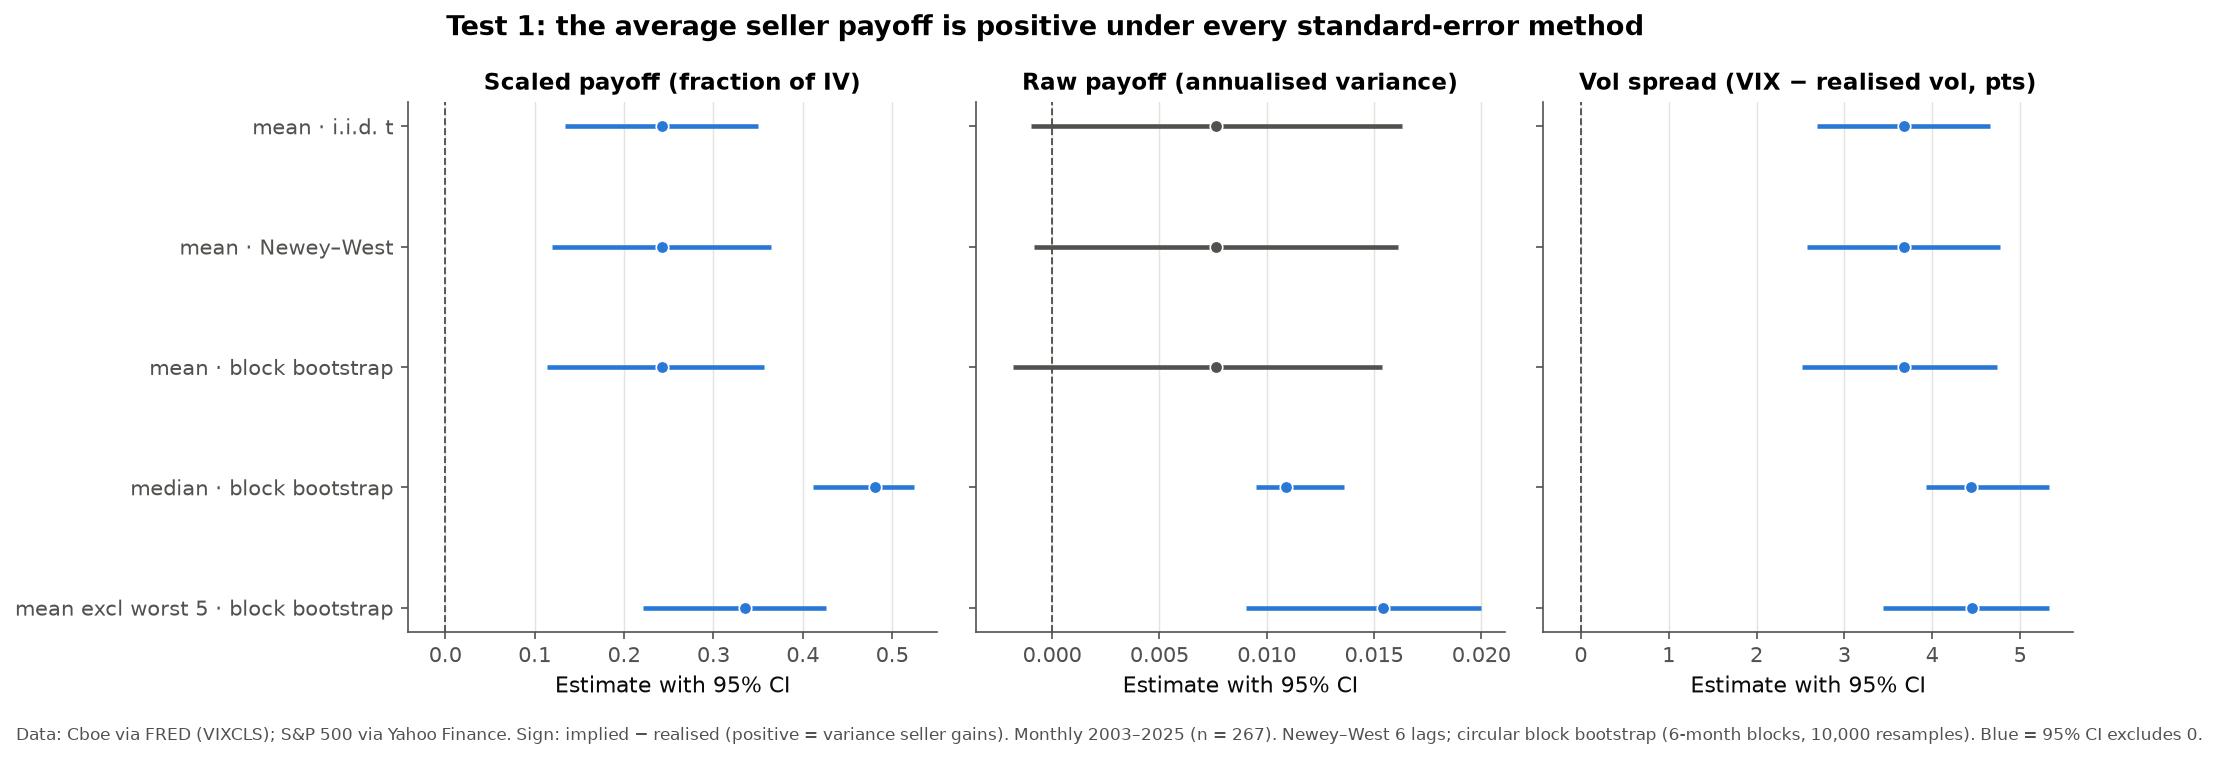 Test 1: the average seller payoff is positive under every standard-error method
Scaled payoff (fraction of IV)
Raw payoff (annualised variance)
Vol spread (VIX − realised vol, pts)
mean · i.i.d. t
mean · Newey–West
mean · block bootstrap
median · block bootstrap
mean excl worst 5 · block bootstrap
0.0 0.1 0.2 0.3 0.4 0.5
0.000 0.005 0.010 0.015 0.020
0 1 2 3 4 5
Estimate with 95% CI
Estimate with 95% CI
Estimate with 95% CI
Data: Cboe via FRED (VIXCLS); S&P 500 via Yahoo Finance. Sign: implied − realised (positive = variance seller gains). Monthly 2003–2025 (n = 267). Newey–West 6 lags; circular block bootstrap (6-month blocks, 10,000 resamples). Blue = 95% CI excludes 0.